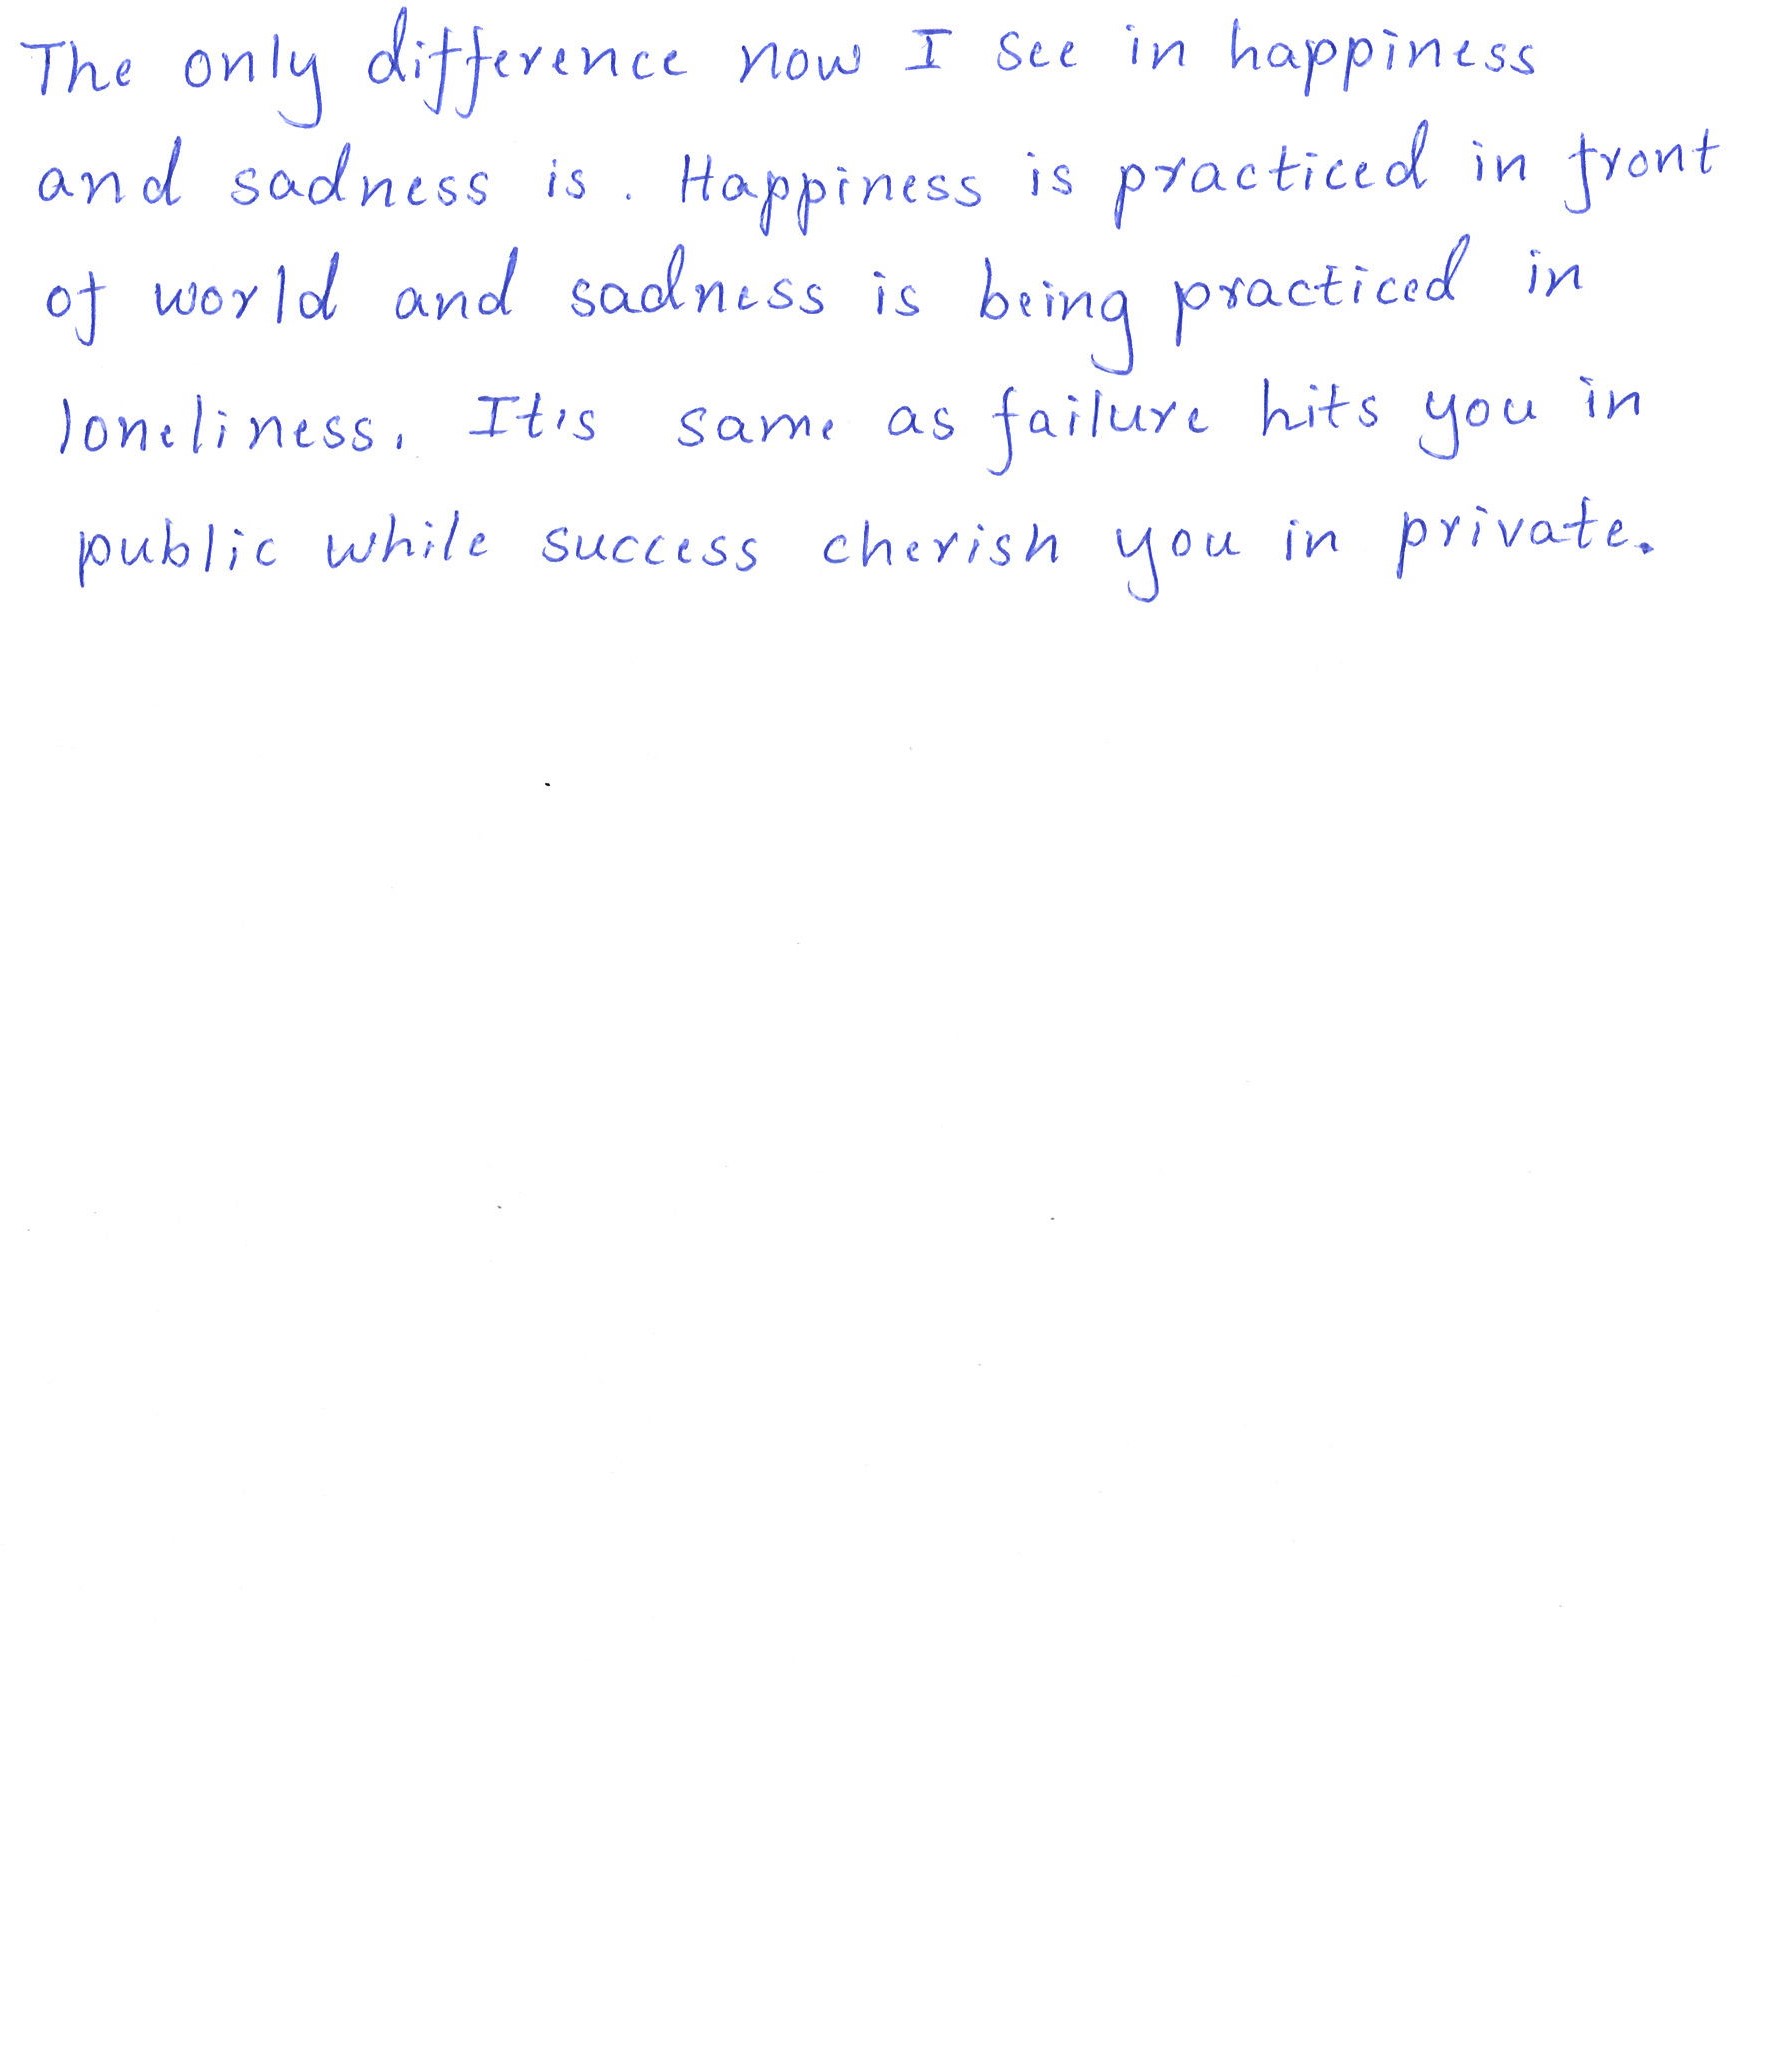 The only difference now I see in happiness
and sadness is. Happiness is practiced in front
of world and sadness is being practiced in
loneliness. It's same as failure hits you in
public while success cherish you in private.